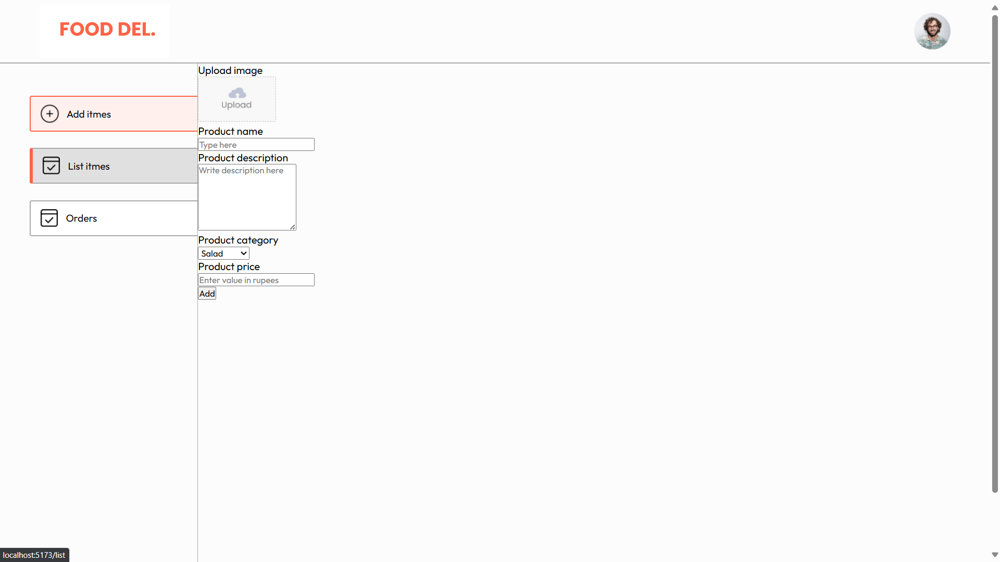 FOOD DEL.
Add itmes
List itmes
Orders
Upload image
Upload
Product name
Type here
Product description
Write description here
Product category
Salad
Product price
Enter value in rupees
Add
localhost:5173/list